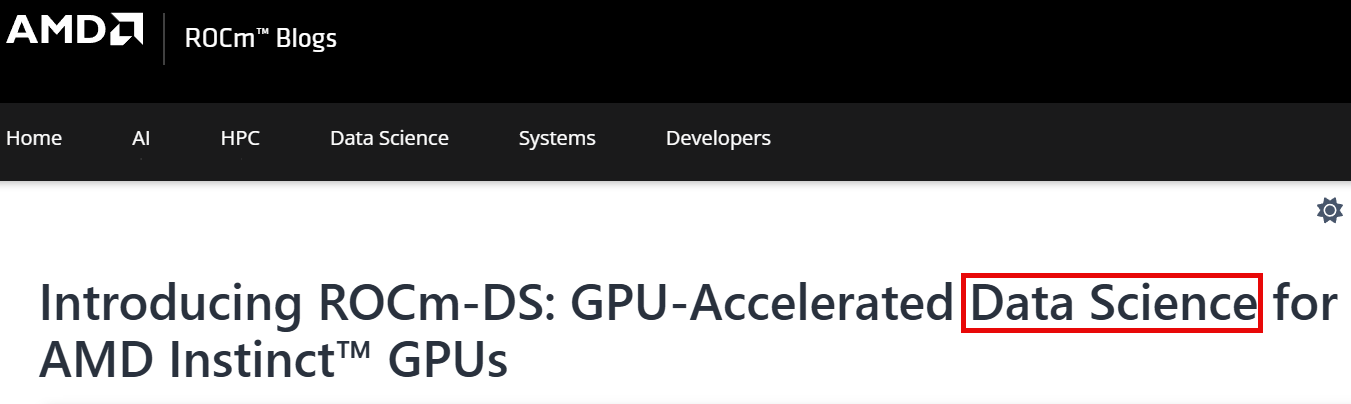 AMD
ROCm™ Blogs
Home AI HPC Data Science Systems Developers
Introducing ROCm-DS: GPU-Accelerated Data Science for
AMD Instinct™ GPUs